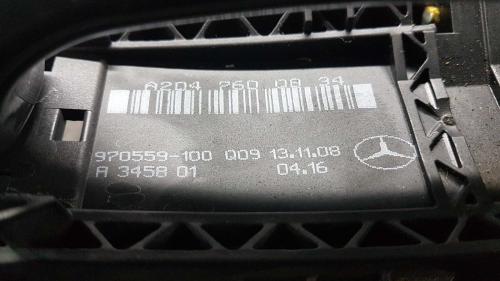 A204 760 08 34
970559-100 Q09 13.11.08
A 3458 01 04.16